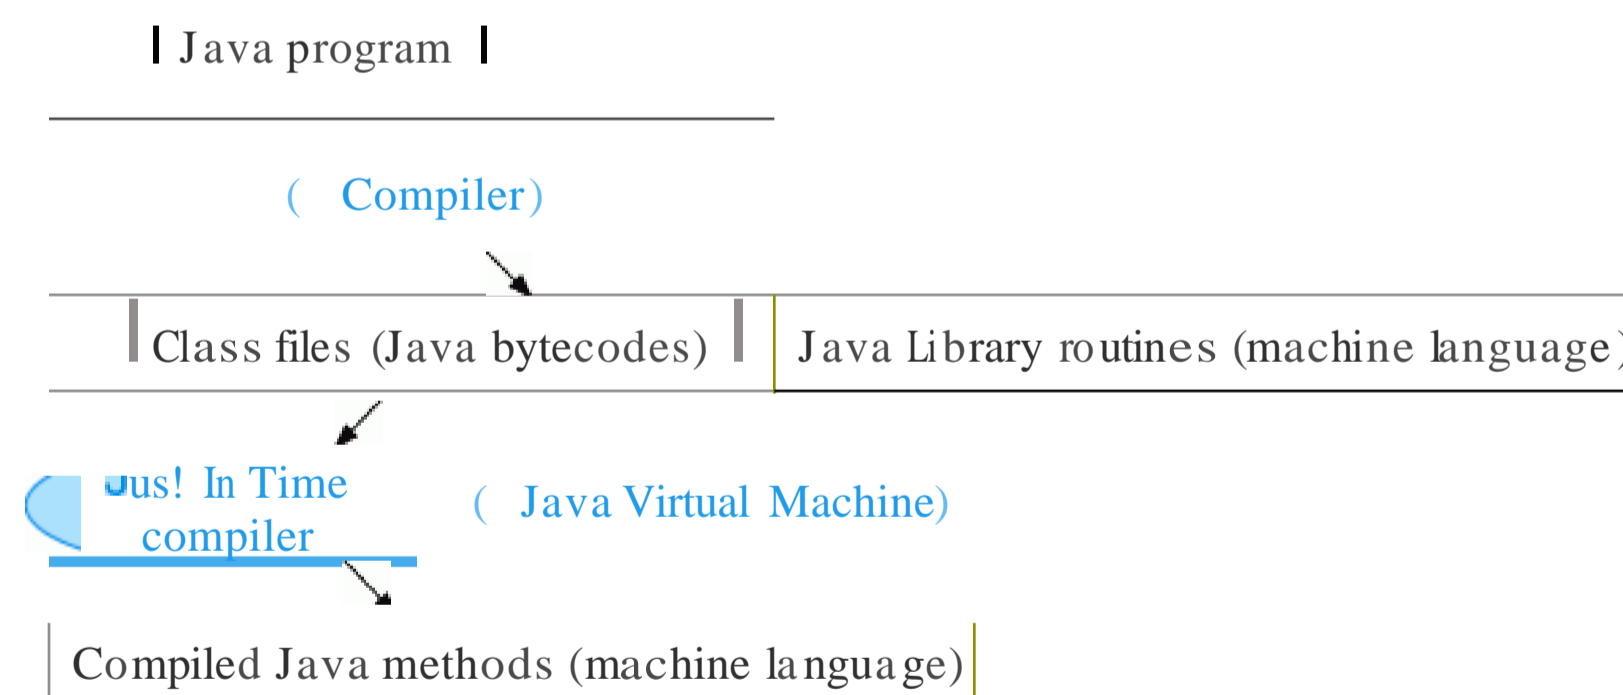 Java program
( Compiler)
Class files (Java bytecodes)
Java Library routines (machine language)
Jus! In Time
compiler
( Java Virtual Machine)
Compiled Java methods (machine language)